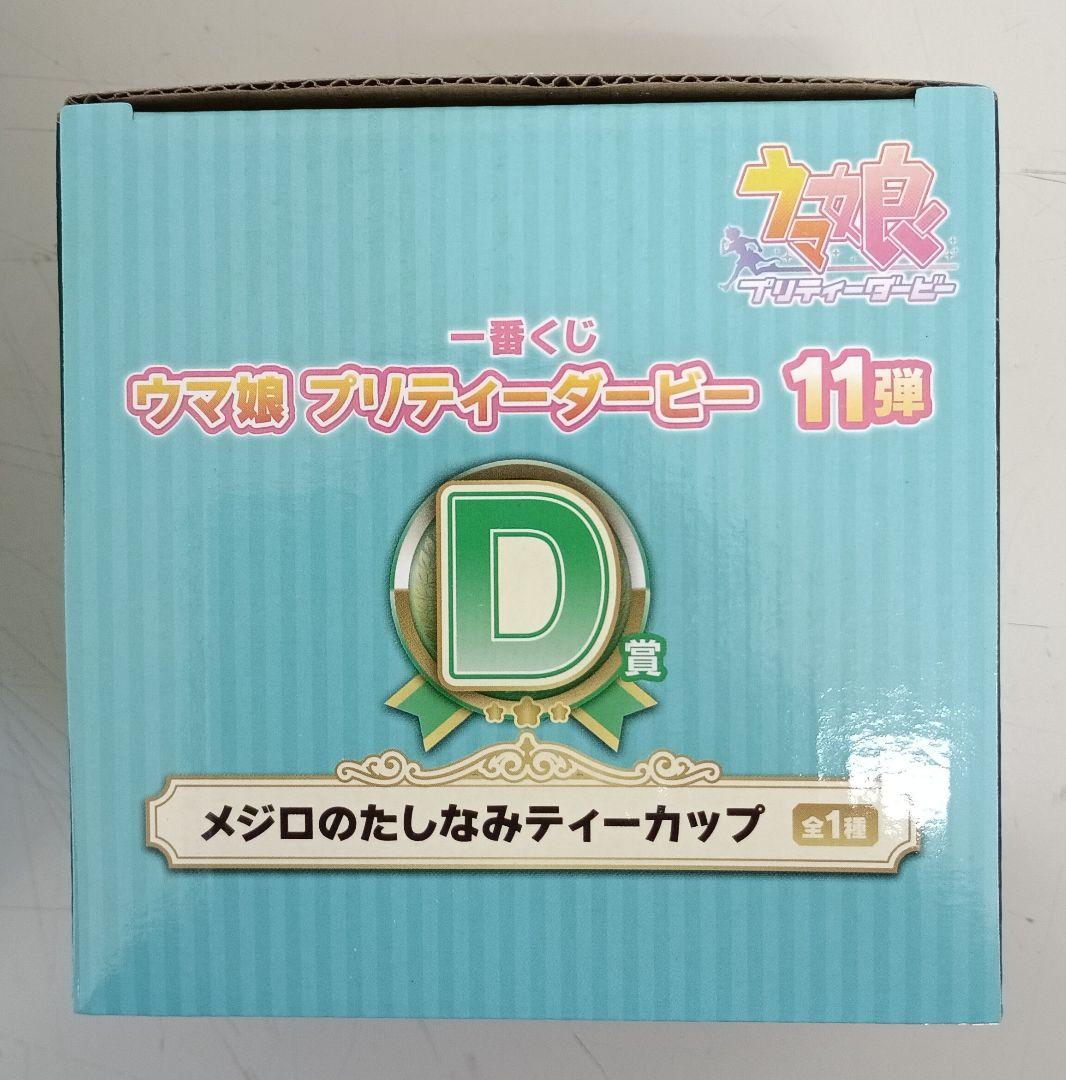 ウマ娘
プリティーダービー
一番くじ
ウマ娘 プリティーダービー 11弾
D賞
メジロのたしなみティーカップ 全1種